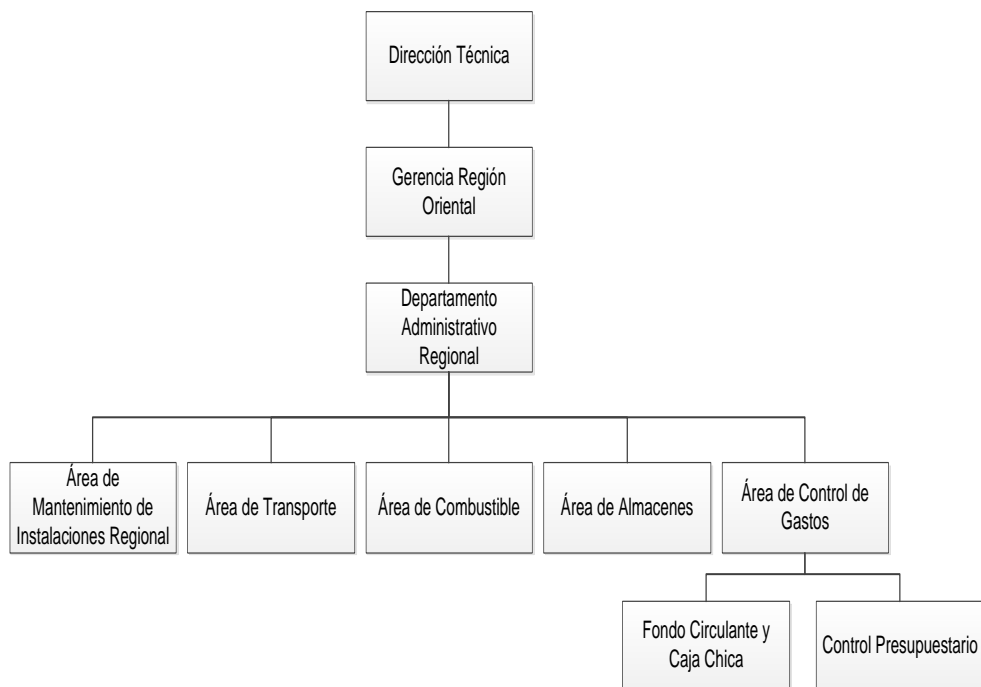 Dirección Técnica
Gerencia Región
Oriental
Departamento
Administrativo
Regional
Área de
Mantenimiento de
Instalaciones Regional
Área de Transporte
Área de Combustible
Área de Almacenes
Área de Control de
Gastos
Fondo Circulante y
Caja Chica
Control Presupuestario